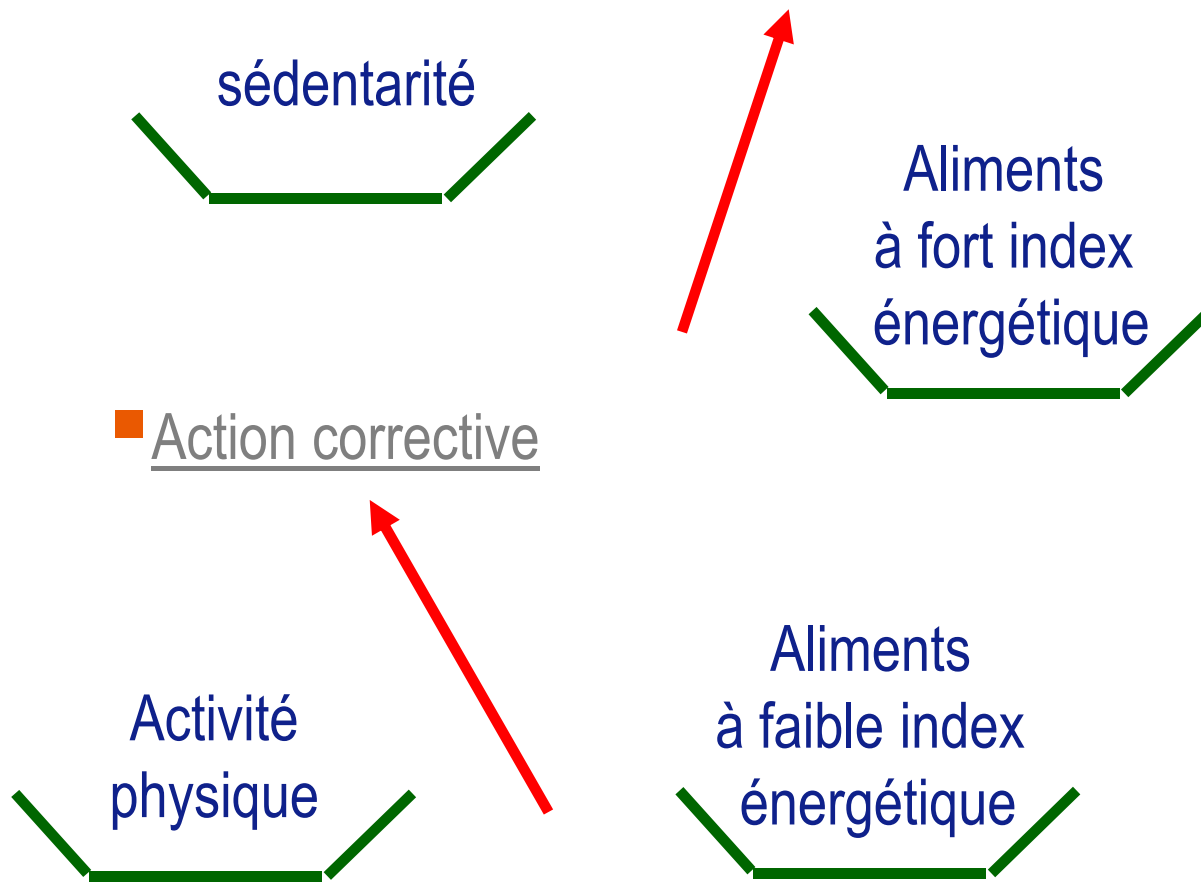 sédentarité
Aliments
à fort index
énergétique
Action corrective
Activité
physique
Aliments
à faible index
énergétique